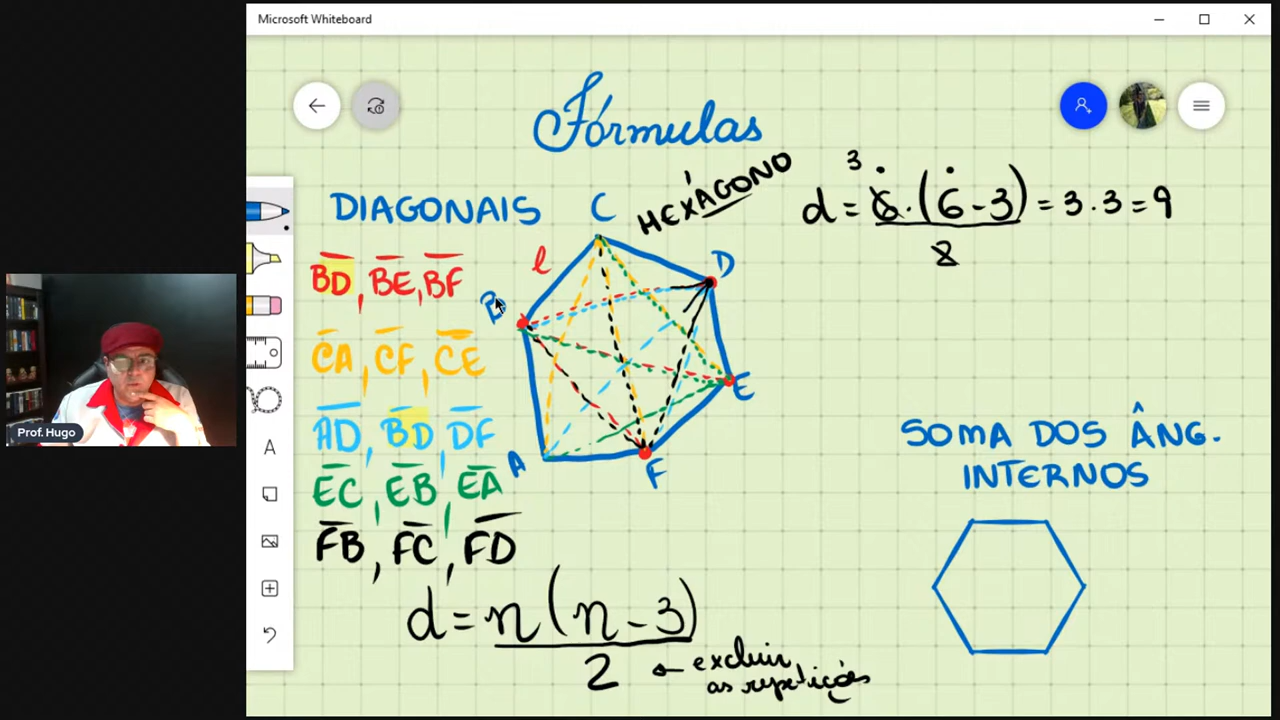 Microsoft Whiteboard
Fórmulas
DIAGONAIS
HEXÁGONO
C
l
D
B
E
A
F
BD, BE, BF
CA, CF, CE
AD, BD, DF
EC, EB, EA
FB, FC, FD
d = n(n - 3)
2 ← excluir
as repetições
3
d = 6 · (6 - 3) = 3 · 3 = 9
2
SOMA DOS ÂNG.
INTERNOS
A
Prof. Hugo